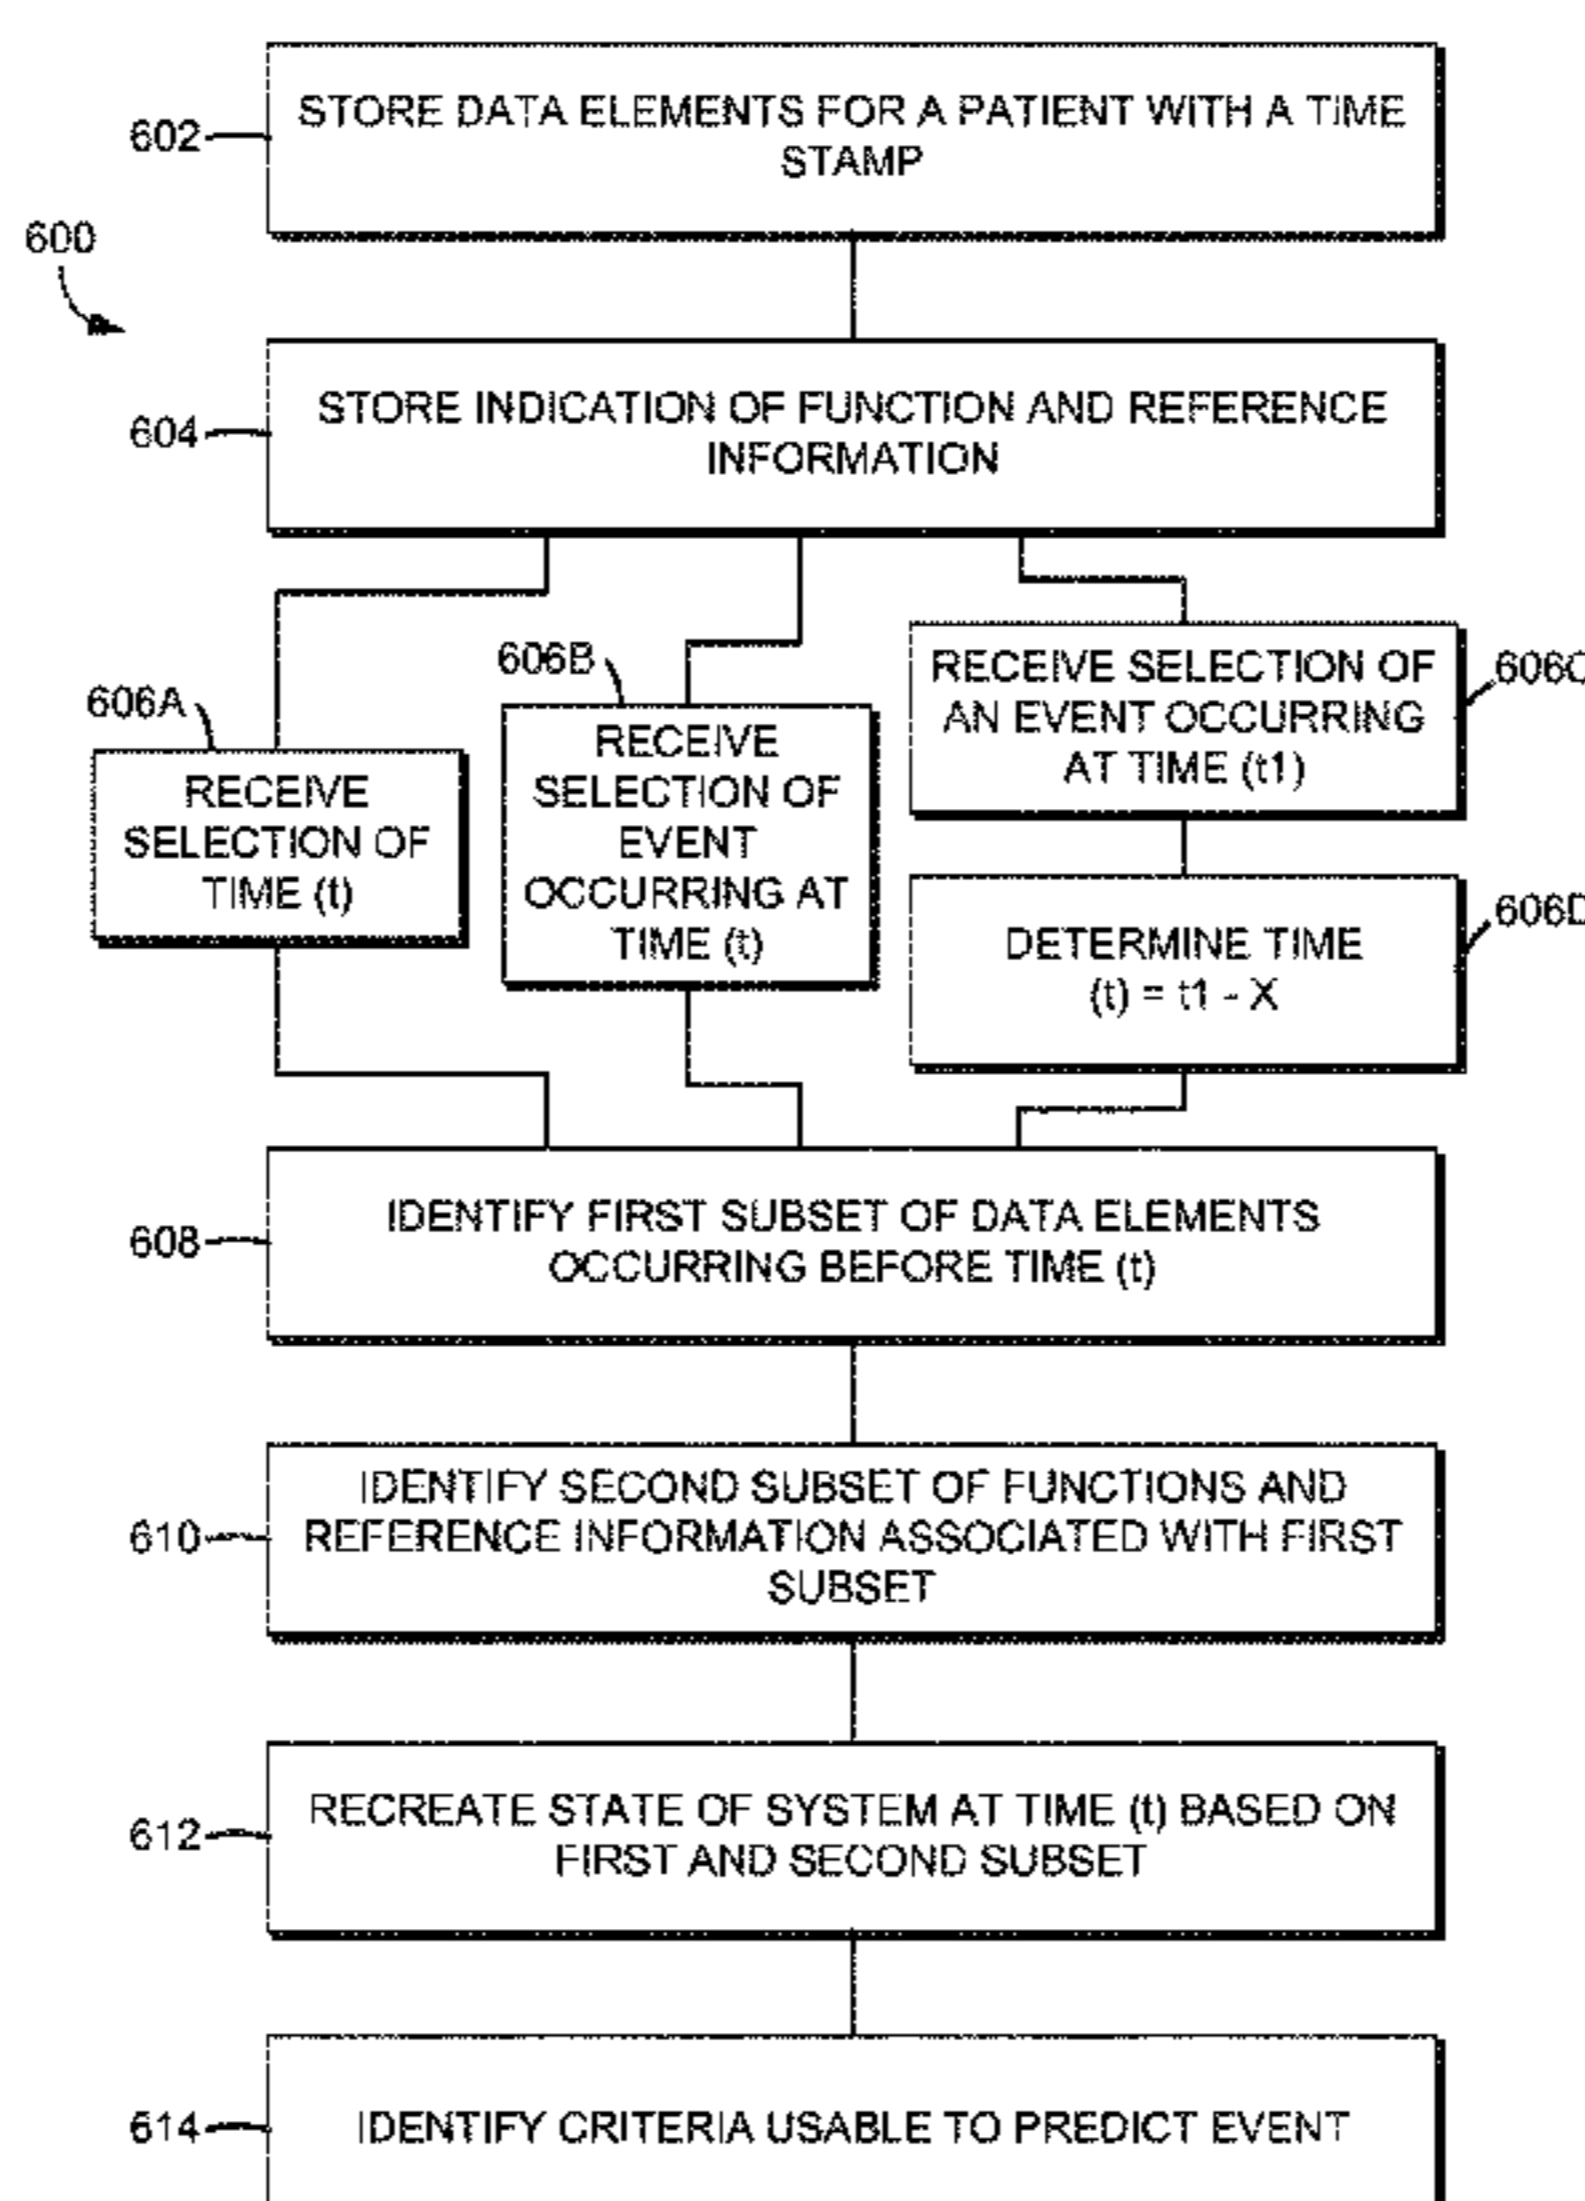 602
STORE DATA ELEMENTS FOR A PATIENT WITH A TIME
STAMP
600
604
STORE INDICATION OF FUNCTION AND REFERENCE
INFORMATION
606A
RECEIVE
SELECTION OF
TIME (t)
606B
RECEIVE
SELECTION OF
EVENT
OCCURRING AT
TIME (t)
606C
RECEIVE SELECTION OF
AN EVENT OCCURRING
AT TIME (t1)
606D
DETERMINE TIME
(t) = t1 - X
608
IDENTIFY FIRST SUBSET OF DATA ELEMENTS
OCCURRING BEFORE TIME (t)
610
IDENTIFY SECOND SUBSET OF FUNCTIONS AND
REFERENCE INFORMATION ASSOCIATED WITH FIRST
SUBSET
612
RECREATE STATE OF SYSTEM AT TIME (t) BASED ON
FIRST AND SECOND SUBSET
614
IDENTIFY CRITERIA USABLE TO PREDICT EVENT